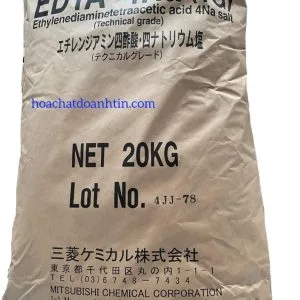 Ethylenediaminetetraacetic acid 4Na salt
(Technical grade)
エチレンジアミン四酢酸・四ナトリウム塩
(テクニカルグレード)
hoachatdoanhtin.com
NET 20KG
Lot No. 4JJ-78
三菱ケミカル株式会社
東京都千代田区丸の内1-1-1
TEL(03)6748-7434
MITSUBISHI CHEMICAL CORPORATION